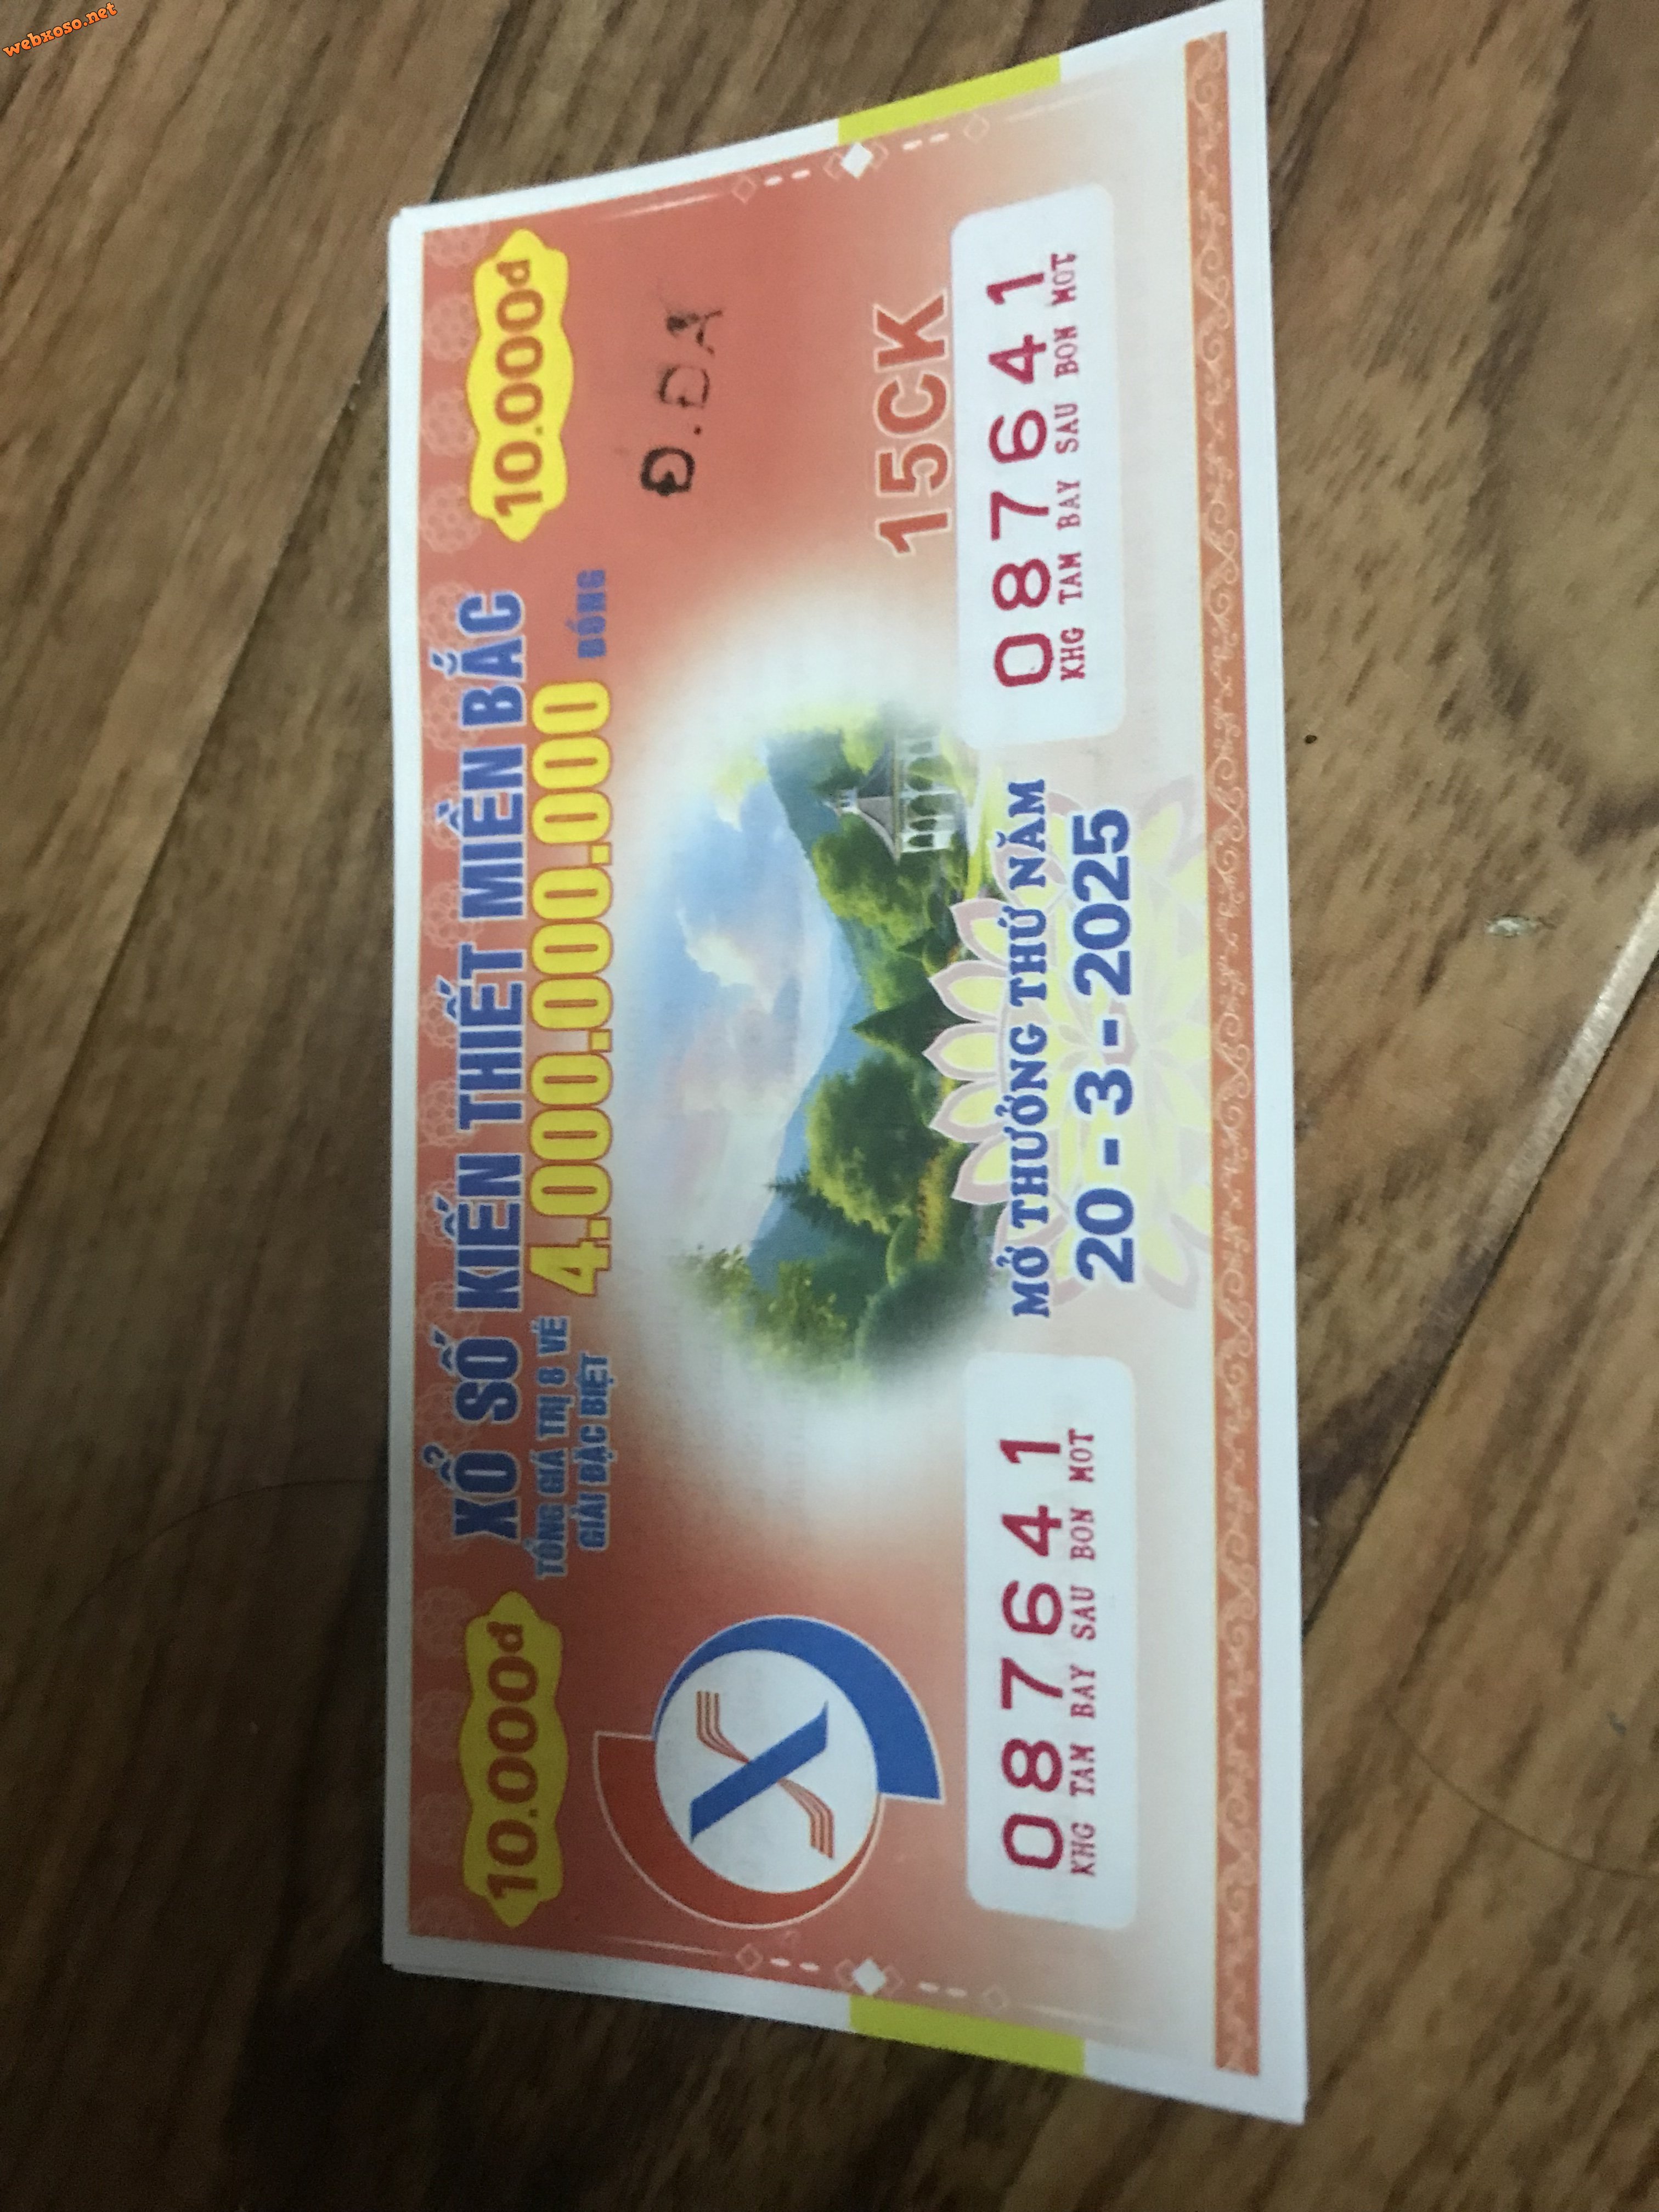 webxoso.net
10.000đ
XỔ SỐ KIẾN THIẾT MIỀN BẮC
10.000đ
TỔNG GIÁ TRỊ 8 VÉ
GIẢI ĐẶC BIỆT
4.000.000.000 ĐỒNG
Đ.ĐA
15CK
X
087641
KHG TAM BAY SAU BON MOT
MỞ THƯỞNG THỨ NĂM
20 - 3 - 2025
087641
KHG TAM BAY SAU BON MOT